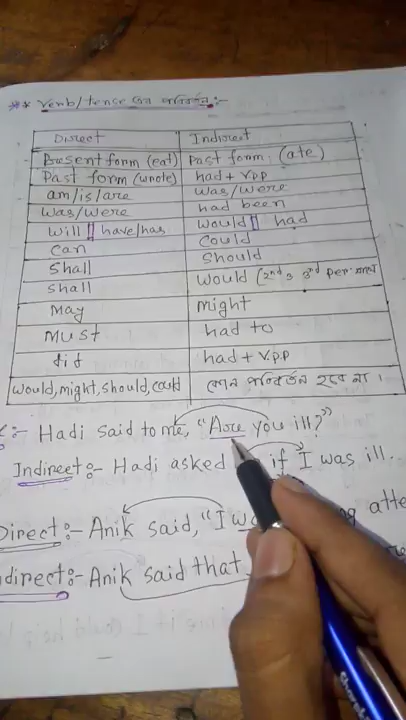 ** Verb/tense এর পরিবর্তন:-
Direct Indirect
Present form (eat) Past form (ate)
Past form (wrote) had + v.pp
am/is/are was/were
was/were had been
will || have/has would || had
can could
Shall should
shall would (2nd ও 3rd per
May might
Must had to
did had + v.pp
would, might, should, could কোন পরিবর্তন হবে না।
:- Hadi said to me, "Are you ill?"
Indirect:- Hadi asked if I was ill.
Direct:- Anik said, "I
Indirect:- Anik said that